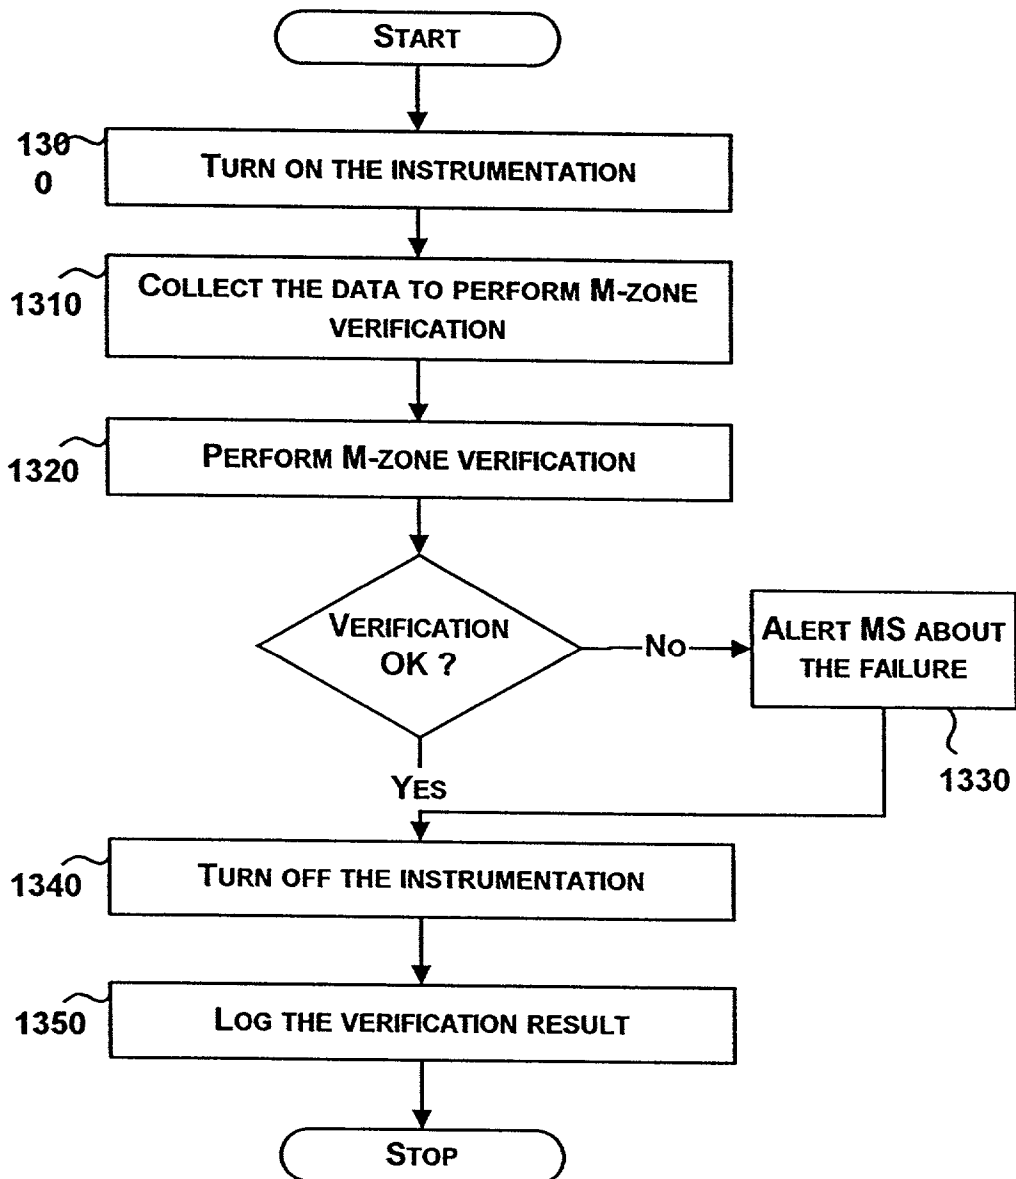 START
130
0
TURN ON THE INSTRUMENTATION
1310
COLLECT THE DATA TO PERFORM M-ZONE
VERIFICATION
1320
PERFORM M-ZONE VERIFICATION
VERIFICATION
OK ?
NO
ALERT MS ABOUT
THE FAILURE
1330
YES
1340
TURN OFF THE INSTRUMENTATION
1350
LOG THE VERIFICATION RESULT
STOP